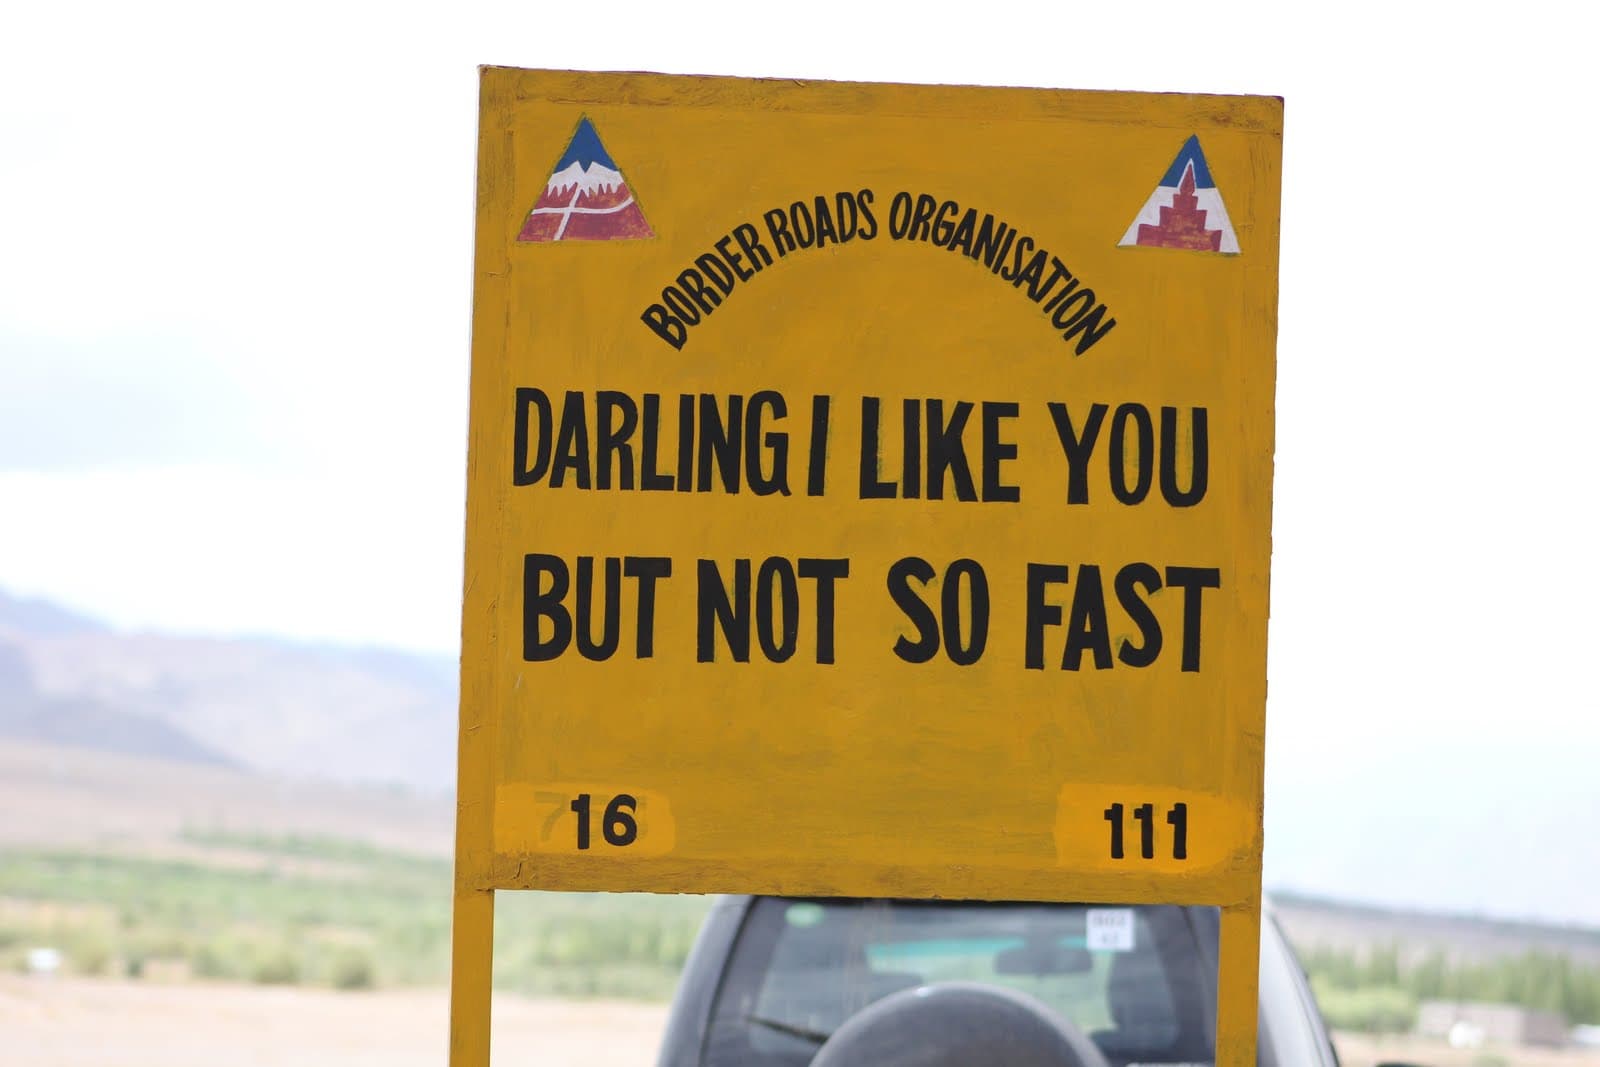 BORDER ROADS ORGANISATION
DARLING I LIKE YOU
BUT NOT SO FAST
16 111